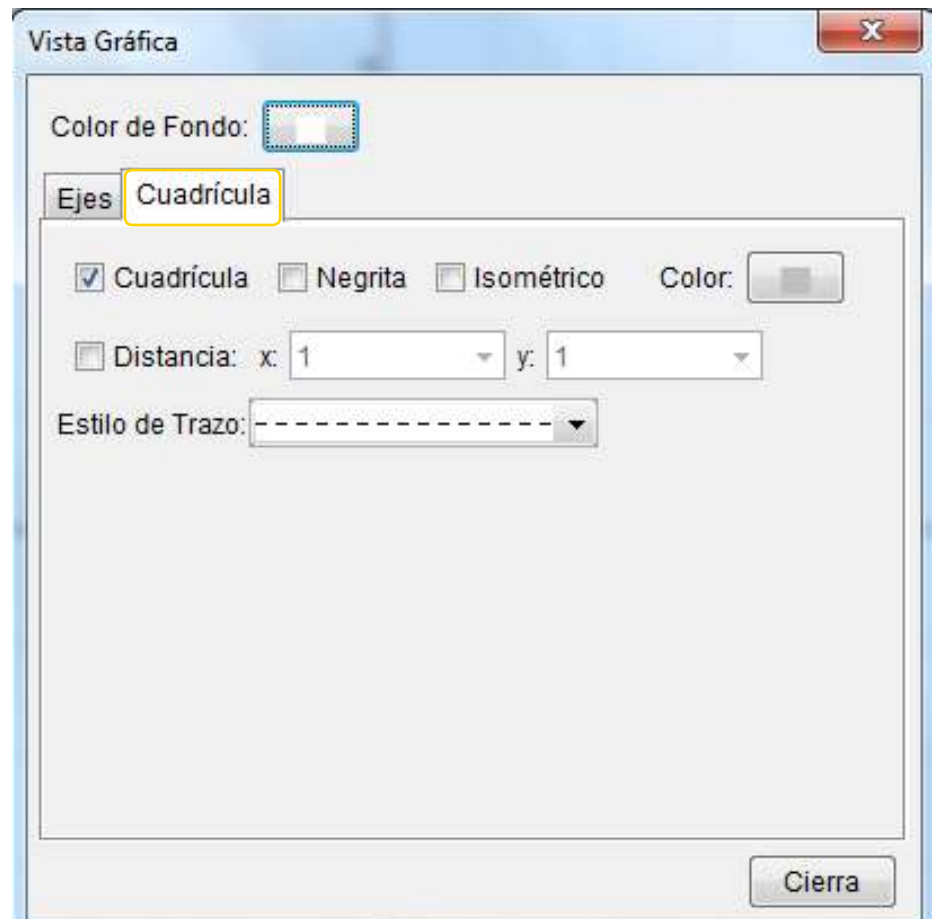 Vista Gráfica
x
Color de Fondo:
Ejes Cuadrícula
Cuadrícula Negrita Isométrico Color:
Distancia: x: 1 y: 1
Estilo de Trazo:
Cierra